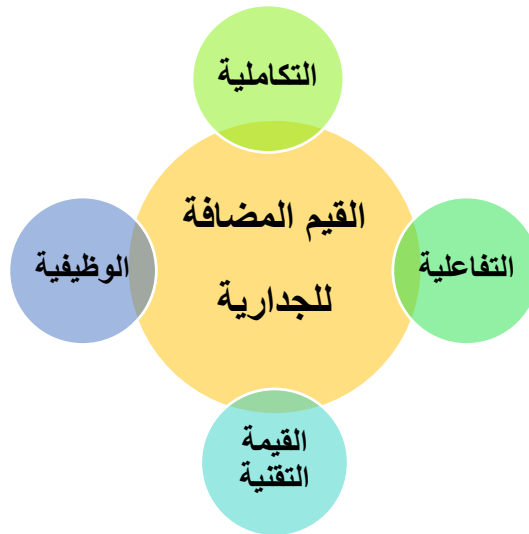 التكاملية
القيم المضافة
للجدارية
التفاعلية
الوظيفية
القيمة
التقنية